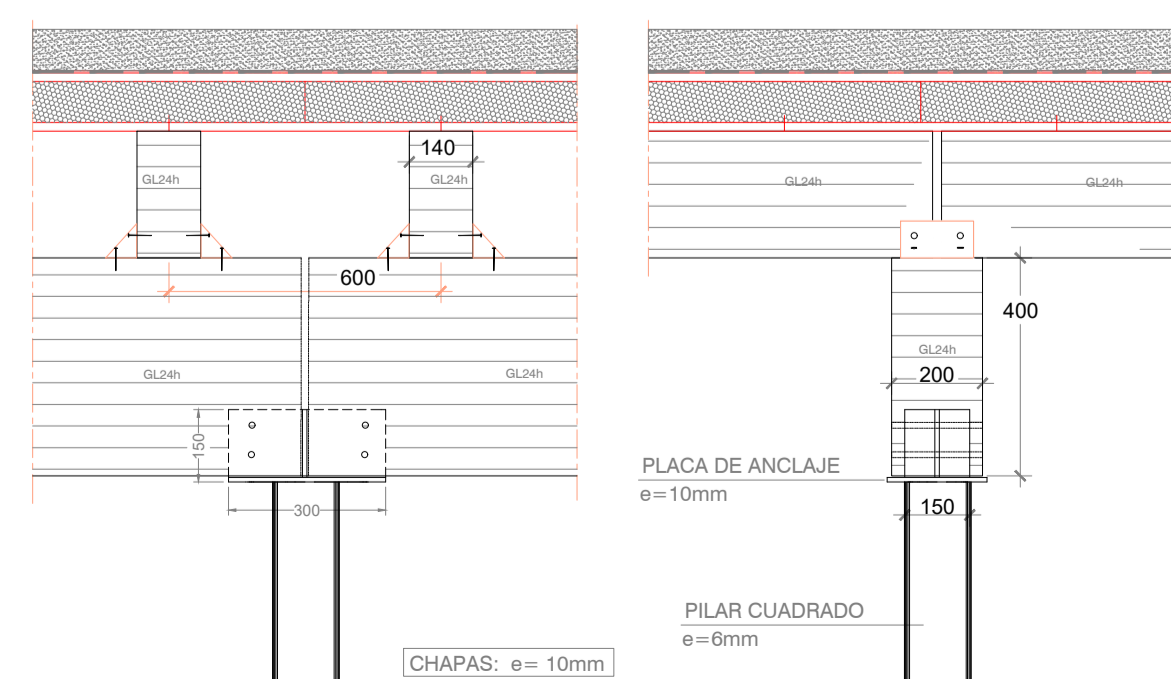 140
GL24h
GL24h
600
GL24h
GL24h
150
300
CHAPAS: e= 10mm
GL24h
GL24h
400
GL24h
200
PLACA DE ANCLAJE
e=10mm
150
PILAR CUADRADO
e=6mm